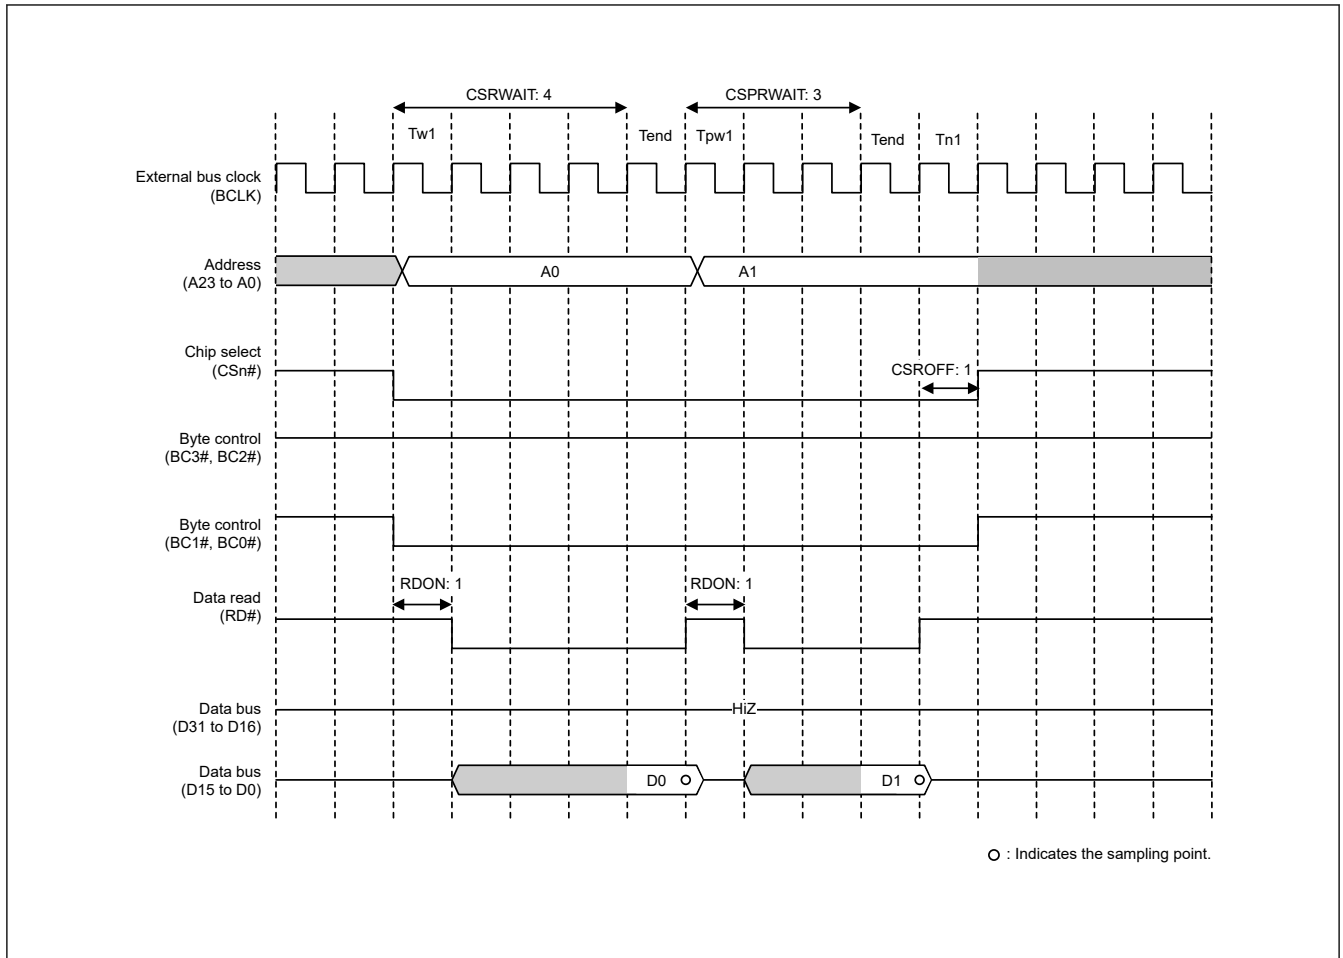 CSRWAIT: 4
CSPRWAIT: 3
Tw1
Tend
Tpw1
Tend
Tn1
External bus clock
(BCLK)
Address
(A23 to A0)
A0
A1
Chip select
(CSn#)
CSROFF: 1
Byte control
(BC3#, BC2#)
Byte control
(BC1#, BC0#)
RDON: 1
RDON: 1
Data read
(RD#)
Data bus
(D31 to D16)
HiZ
Data bus
(D15 to D0)
D0
D1
: Indicates the sampling point.